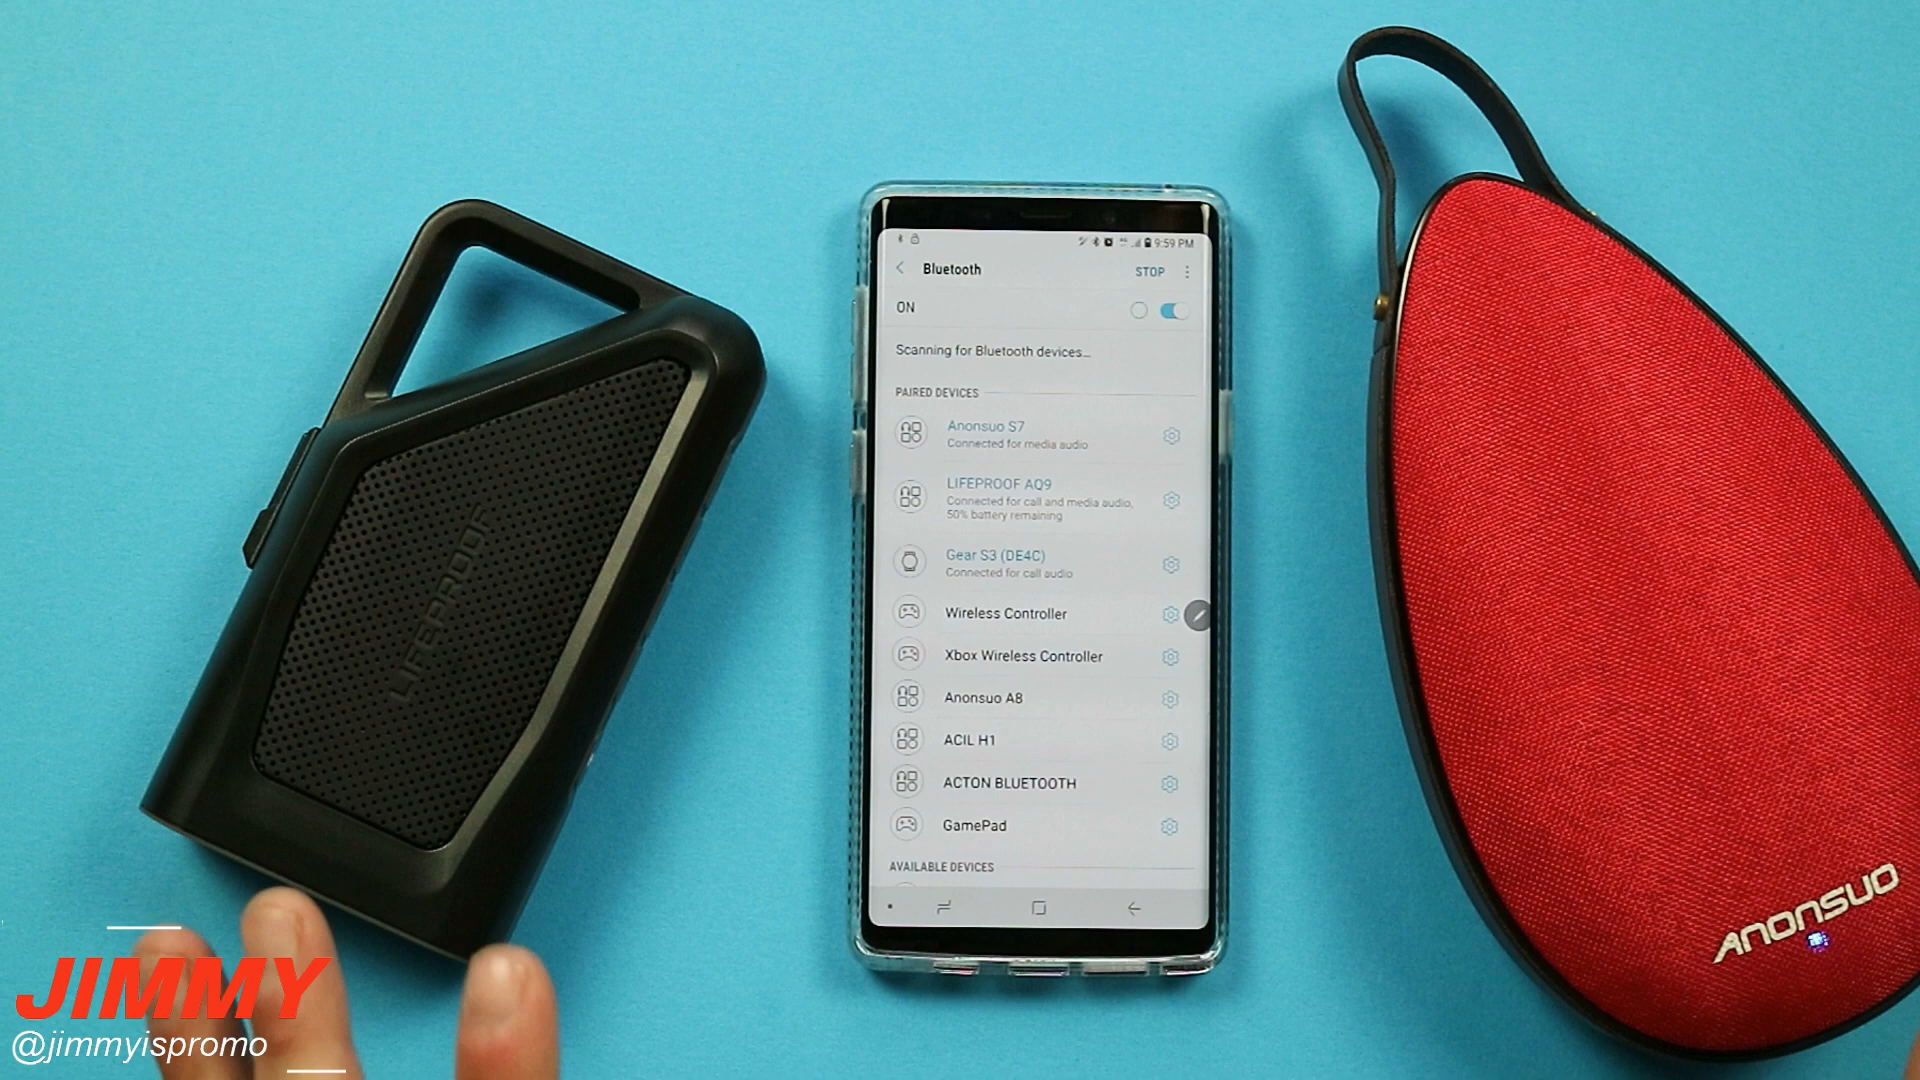 LIFEPROOF
9:59 PM
Bluetooth
STOP
ON
Scanning for Bluetooth devices...
PAIRED DEVICES
Anonsuo S7
Connected for media audio
LIFEPROOF AQ9
Connected for call and media audio,
50% battery remaining
Gear S3 (DE4C)
Connected for call audio
Wireless Controller
Xbox Wireless Controller
Anonsuo A8
ACIL H1
ACTON BLUETOOTH
GamePad
AVAILABLE DEVICES
ANONSUO
JIMMY
@jimmyispromo